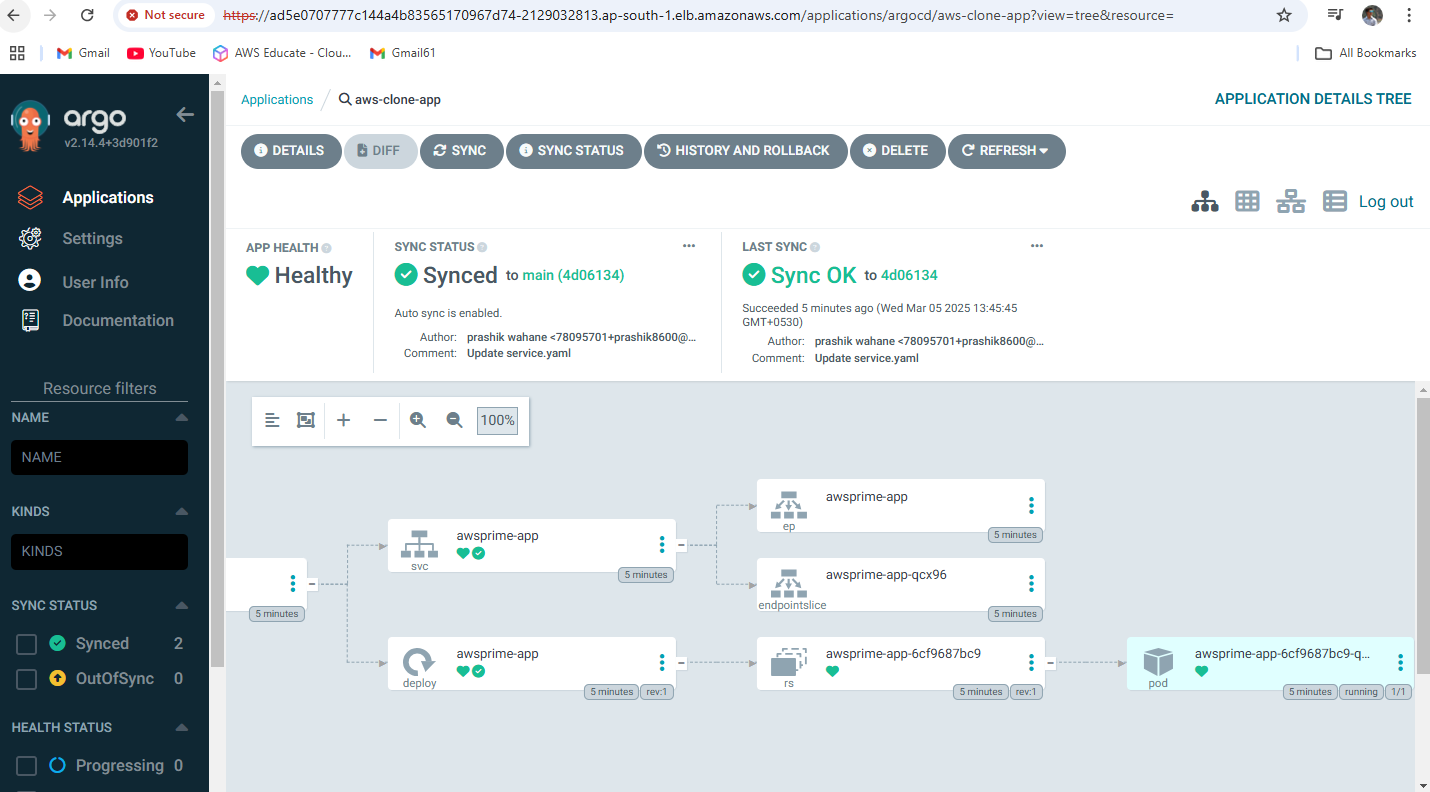 Not secure https://ad5e0707777c144a4b83565170967d74-2129032813.ap-south-1.elb.amazonaws.com/applications/argocd/aws-clone-app?view=tree&resource=
Gmail YouTube AWS Educate - Clou... Gmail61 All Bookmarks
argo
v2.14.4+3d901f2
Applications
Settings
User Info
Documentation
Resource filters
NAME
NAME
KINDS
KINDS
SYNC STATUS
Synced 2
OutOfSync 0
HEALTH STATUS
Progressing 0
Applications / aws-clone-app APPLICATION DETAILS TREE
DETAILS DIFF SYNC SYNC STATUS HISTORY AND ROLLBACK DELETE REFRESH
Log out
APP HEALTH
Healthy
SYNC STATUS
Synced to main (4d06134)
Auto sync is enabled.
Author: prashik wahane <78095701+prashik8600@...
Comment: Update service.yaml
LAST SYNC
Sync OK to 4d06134
Succeeded 5 minutes ago (Wed Mar 05 2025 13:45:45
GMT+0530)
Author: prashik wahane <78095701+prashik8600@...
Comment: Update service.yaml
100%
5 minutes
awsprime-app
svc
5 minutes
awsprime-app
ep
5 minutes
awsprime-app-qcx96
endpointslice
5 minutes
awsprime-app
deploy
5 minutes rev:1
awsprime-app-6cf9687bc9
rs
5 minutes rev:1
awsprime-app-6cf9687bc9-q...
pod
5 minutes running 1/1